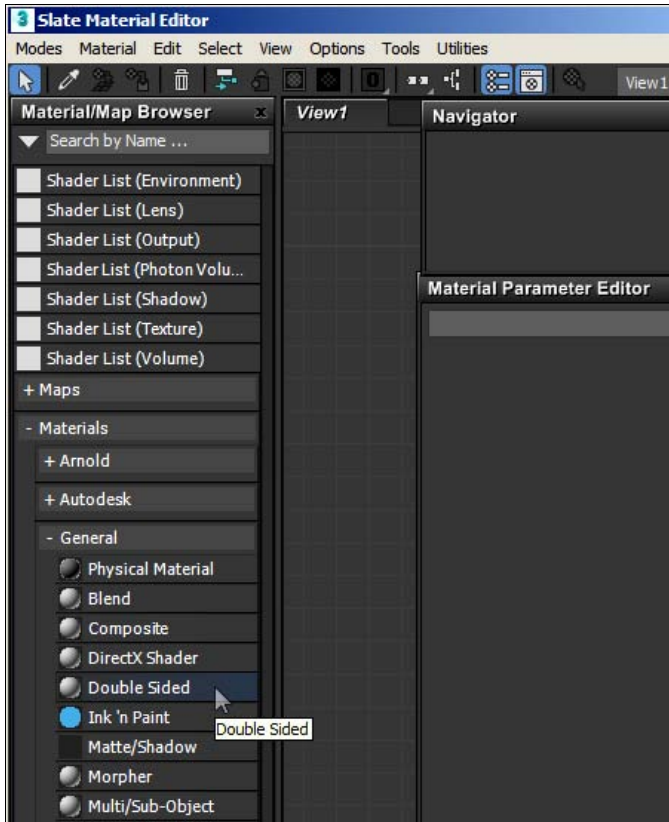 Slate Material Editor
Modes Material Edit Select View Options Tools Utilities
View1
Material/Map Browser x
Search by Name ...
Shader List (Environment)
Shader List (Lens)
Shader List (Output)
Shader List (Photon Volu...
Shader List (Shadow)
Shader List (Texture)
Shader List (Volume)
+ Maps
- Materials
+ Arnold
+ Autodesk
- General
Physical Material
Blend
Composite
DirectX Shader
Double Sided
Ink 'n Paint
Double Sided
Matte/Shadow
Morpher
Multi/Sub-Object
View1
Navigator
Material Parameter Editor